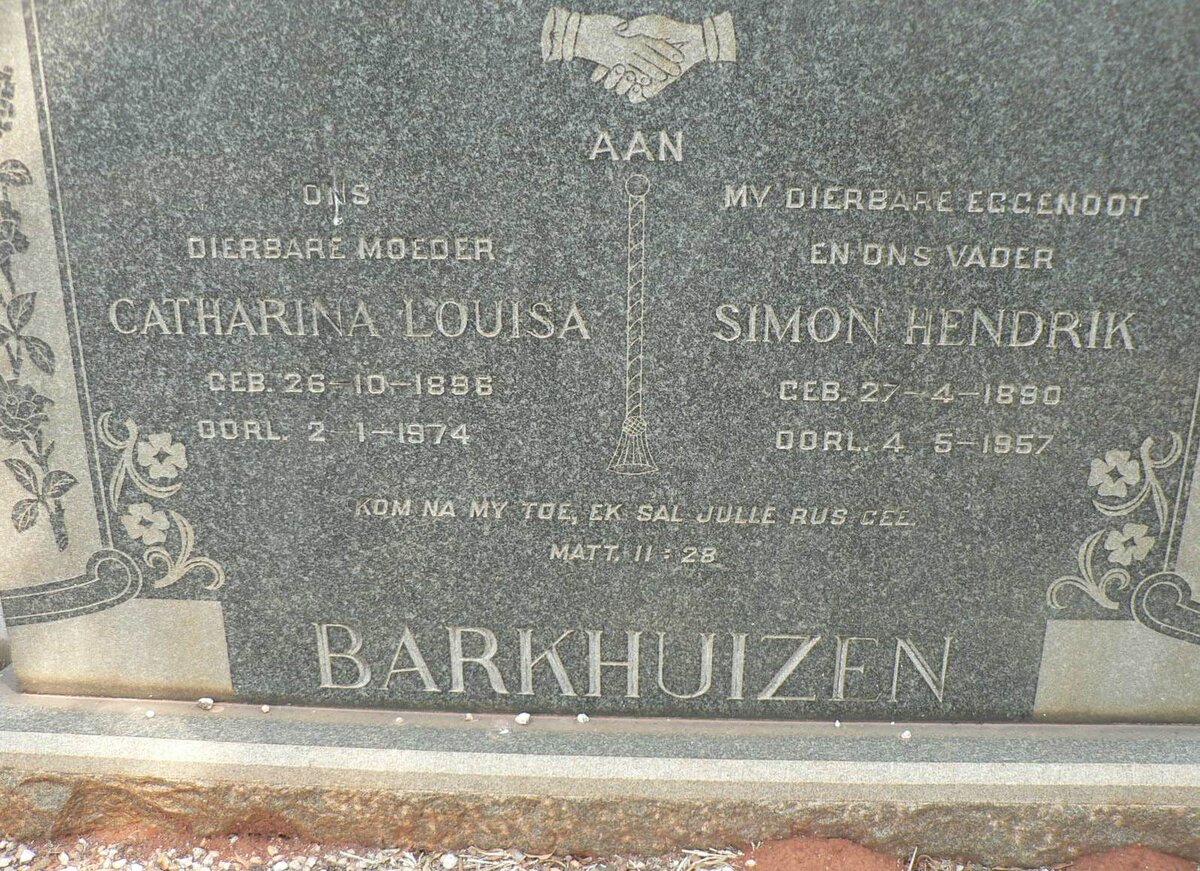 AAN
ONS
DIERBARE MOEDER
CATHARINA LOUISA
GEB. 26-10-1896
OORL. 2-1-1974
MY DIERBARE EGGENOOT
EN ONS VADER
SIMON HENDRIK
GEB. 27-4-1890
OORL. 4 5-1957
KOM NA MY TOE, EK SAL JULLE RUS GEE.
MATT. 11:28
BARKHUIZEN